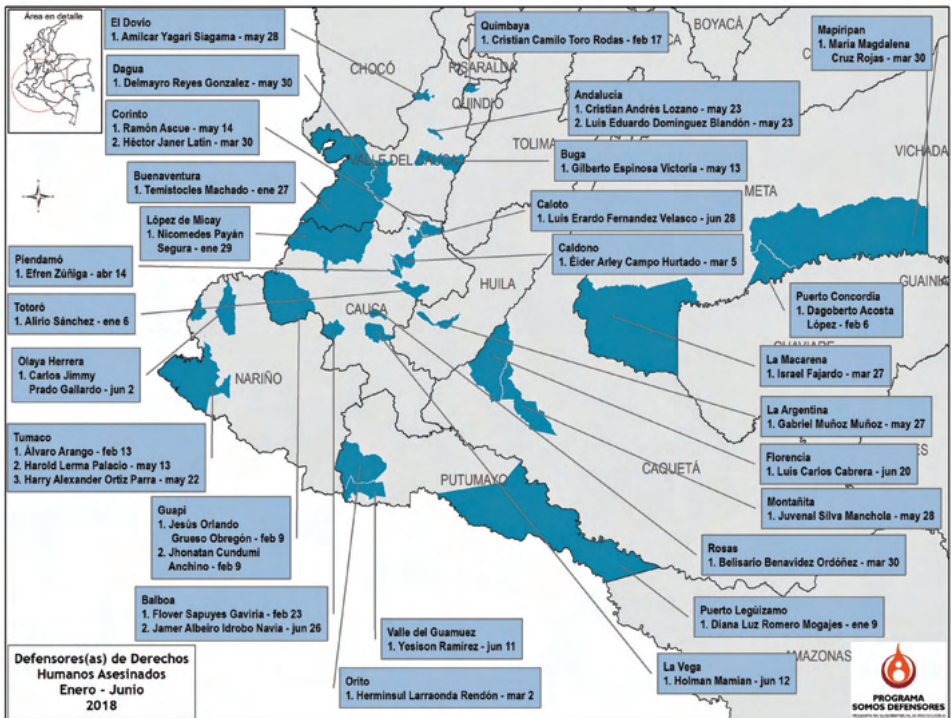 Área en detalle
El Dovio
1. Amilcar Yagari Siagama - may 28
Quimbaya
1. Cristian Camilo Toro Rodas - feb 17
BOYACÁ
Mapiripan
1. Maria Magdalena
Cruz Rojas - mar 30
Dagua
1. Delmayro Reyes Gonzalez - may 30
CHOCÓ
RISARALDA
QUINDIO
Andalucia
1. Cristian Andrés Lozano - may 23
2. Luis Eduardo Dominguez Blandón - may 23
Corinto
1. Ramón Ascue - may 14
2. Héctor Janer Latin - mar 30
TOLIMA
VICHADA
VALLE DEL CAUCA
Buga
1. Gilberto Espinosa Victoria - may 13
META
Buenaventura
1. Temistocles Machado - ene 27
Caloto
1. Luis Erardo Fernandez Velasco - jun 28
López de Micay
1. Nicomedes Payán
Segura - ene 29
Caldono
1. Éider Arley Campo Hurtado - mar 5
Piendamó
1. Efren Zúñiga - abr 14
HUILA
GUAINIA
Puerto Concordia
1. Dagoberto Acosta
López - feb 6
Totoró
1. Alirio Sánchez - ene 6
CAUCA
GUAVIARE
La Macarena
1. Israel Fajardo - mar 27
Olaya Herrera
1. Carlos Jimmy
Prado Gallardo - jun 2
NARIÑO
La Argentina
1. Gabriel Muñoz Muñoz - may 27
Tumaco
1. Álvaro Arango - feb 13
2. Harold Lerma Palacio - may 13
3. Harry Alexander Ortiz Parra - may 22
Florencia
1. Luis Carlos Cabrera - jun 20
CAQUETÁ
PUTUMAYO
Montañita
1. Juvenal Silva Manchola - may 28
Guapi
1. Jesús Orlando
Grueso Obregón - feb 9
2. Jhonatan Cundumi
Anchino - feb 9
Rosas
1. Belisario Benavidez Ordóñez - mar 30
Balboa
1. Flover Sapuyes Gaviria - feb 23
2. Jamer Albeiro Idrobo Navia - jun 26
Puerto Legüizamo
1. Diana Luz Romero Mogajes - ene 9
Valle del Guamuez
1. Yesison Ramirez - jun 11
AMAZONAS
La Vega
1. Holman Mamian - jun 12
Orito
1. Herminsul Larraonda Rendón - mar 2
Defensores(as) de Derechos
Humanos Asesinados
Enero - Junio
2018
PROGRAMA
SOMOS DEFENSORES